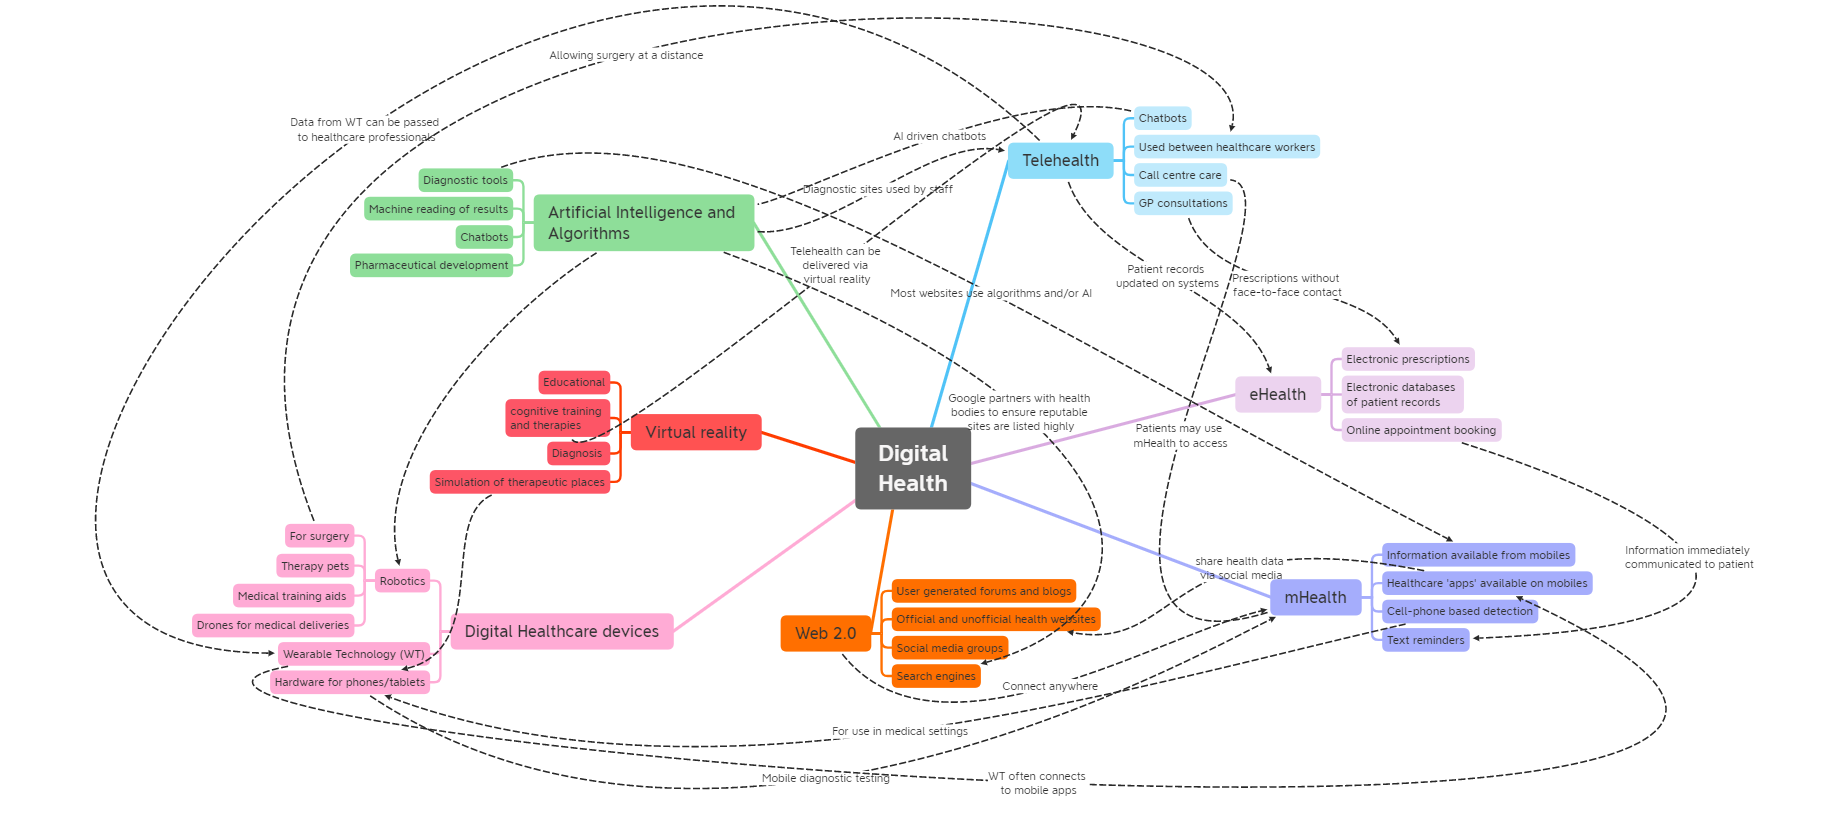 Allowing surgery at a distance
Data from WT can be passed
to healthcare professionals
AI driven chatbots
Diagnostic sites used by staff
Telehealth
Chatbots
Used between healthcare workers
Call centre care
GP consultations
Diagnostic tools
Machine reading of results
Chatbots
Pharmaceutical development
Artificial Intelligence and
Algorithms
Telehealth can be
delivered via
virtual reality
Most websites use algorithms and/or AI
Patient records
updated on systems
Prescriptions without
face-to-face contact
eHealth
Electronic prescriptions
Electronic databases
of patient records
Online appointment booking
Educational
cognitive training
and therapies
Diagnosis
Simulation of therapeutic places
Virtual reality
Google partners with health
bodies to ensure reputable
sites are listed highly
Patients may use
mHealth to access
Digital
Health
For surgery
Therapy pets
Medical training aids
Drones for medical deliveries
Robotics
Wearable Technology (WT)
Hardware for phones/tablets
Digital Healthcare devices
Web 2.0
User generated forums and blogs
Official and unofficial health websites
Social media groups
Search engines
share health data
via social media
mHealth
Information available from mobiles
Healthcare 'apps' available on mobiles
Cell-phone based detection
Text reminders
Information immediately
communicated to patient
Connect anywhere
For use in medical settings
Mobile diagnostic testing
WT often connects
to mobile apps